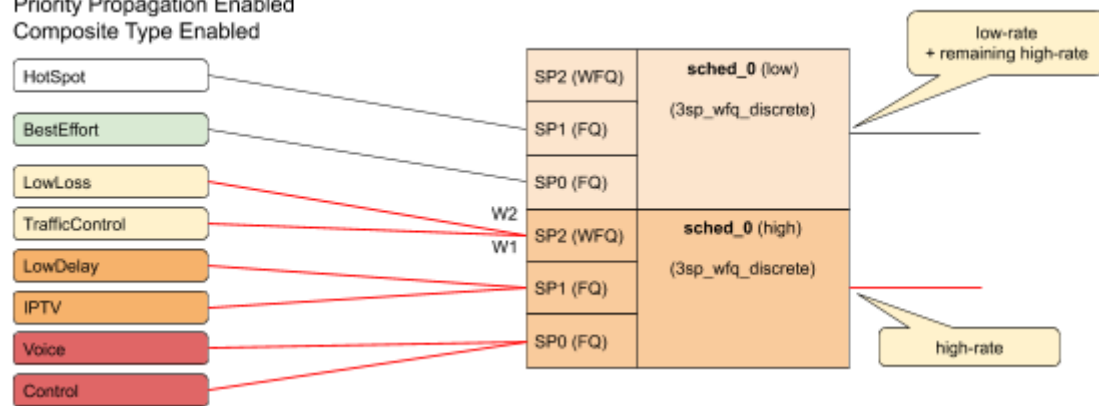 Priority Propagation Enabled
Composite Type Enabled
HotSpot
BestEffort
LowLoss
TrafficControl
LowDelay
IPTV
Voice
Control
W2
W1
SP2 (WFQ)
SP1 (FQ)
SP0 (FQ)
SP2 (WFQ)
SP1 (FQ)
SP0 (FQ)
sched_0 (low)
(3sp_wfq_discrete)
sched_0 (high)
(3sp_wfq_discrete)
low-rate
+ remaining high-rate
high-rate